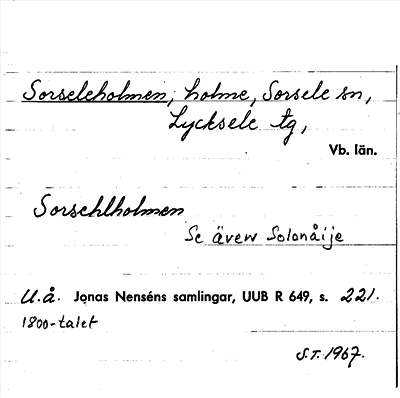 Sorseleholmen, holme, Sorsele sn,
Lycksele tg,
Vb. län.
Sorsehlholmen
Se även Solonåije
U.å. Jonas Nenséns samlingar, UUB R 649, s. 221.
1800-talet
S.T. 1967.